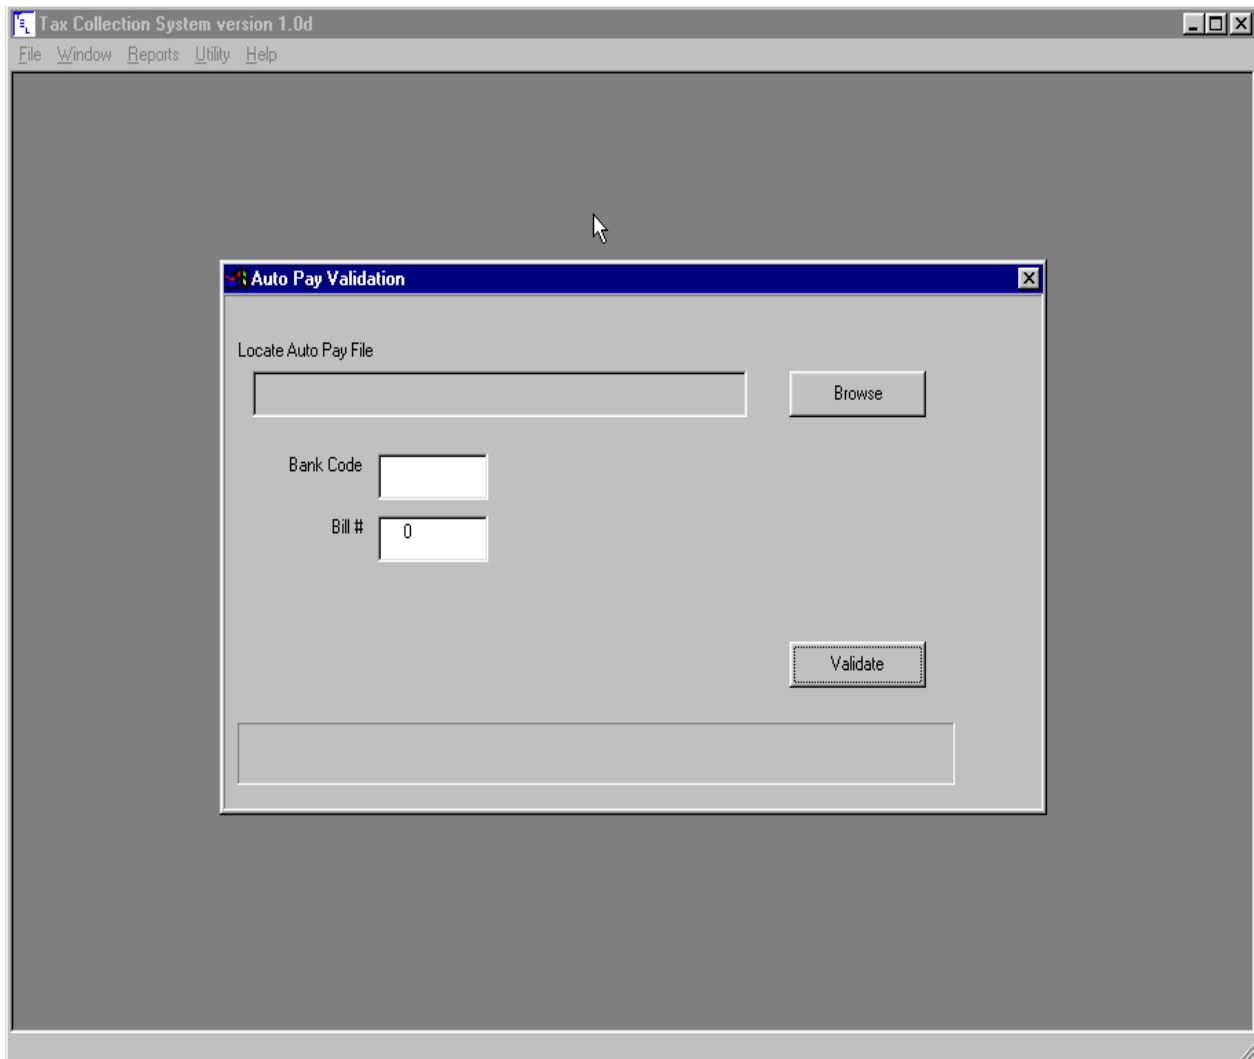 Tax Collection System version 1.0d
File Window Reports Utility Help
Auto Pay Validation
Locate Auto Pay File
Browse
Bank Code
Bill # 0
Validate